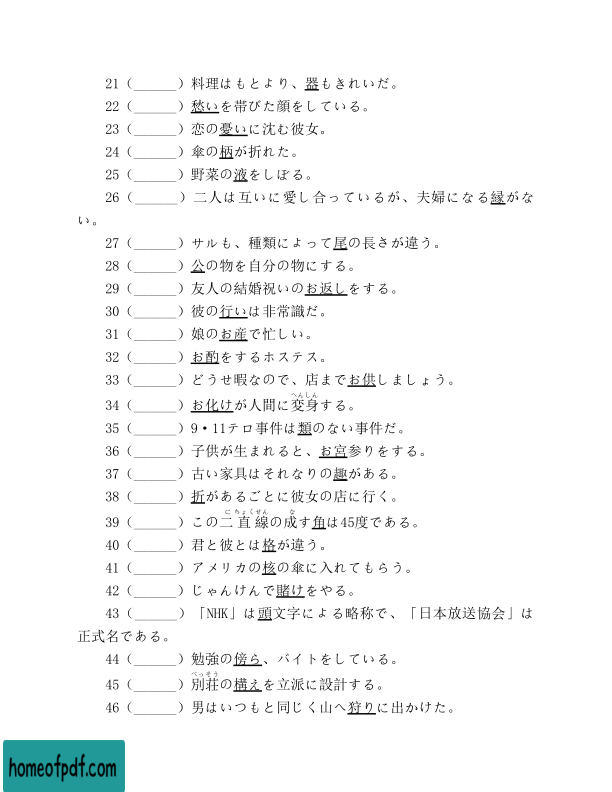 21（______）料理はもとより、器もきれいだ。
22（______）愁いを帯びた顔をしている。
23（______）恋の憂いに沈む彼女。
24（______）傘の柄が折れた。
25（______）野菜の液をしぼる。
26（______）二人は互いに愛し合っているが、夫婦になる縁がな
い。
27（______）サルも、種類によって尾の長さが違う。
28（______）公の物を自分の物にする。
29（______）友人の結婚祝いのお返しをする。
30（______）彼の行いは非常識だ。
31（______）娘のお産で忙しい。
32（______）お酌をするホステス。
33（______）どうせ暇なので、店までお供しましょう。
へんしん
34（______）お化けが人間に変身する。
35（______）9・11テロ事件は類のない事件だ。
36（______）子供が生まれると、お宮参りをする。
37（______）古い家具はそれなりの趣がある。
38（______）折があるごとに彼女の店に行く。
に ちょくせん な
39（______）この二直線の成す角は45度である。
40（______）君と彼とは格が違う。
41（______）アメリカの核の傘に入れてもらう。
42（______）じゃんけんで賭けをやる。
43（______）「NHK」は頭文字による略称で、「日本放送協会」は
正式名である。
44（______）勉強の傍ら、バイトをしている。
べっそう
45（______）別荘の構えを立派に設計する。
46（______）男はいつもと同じく山へ狩りに出かけた。
homeofpdf.com